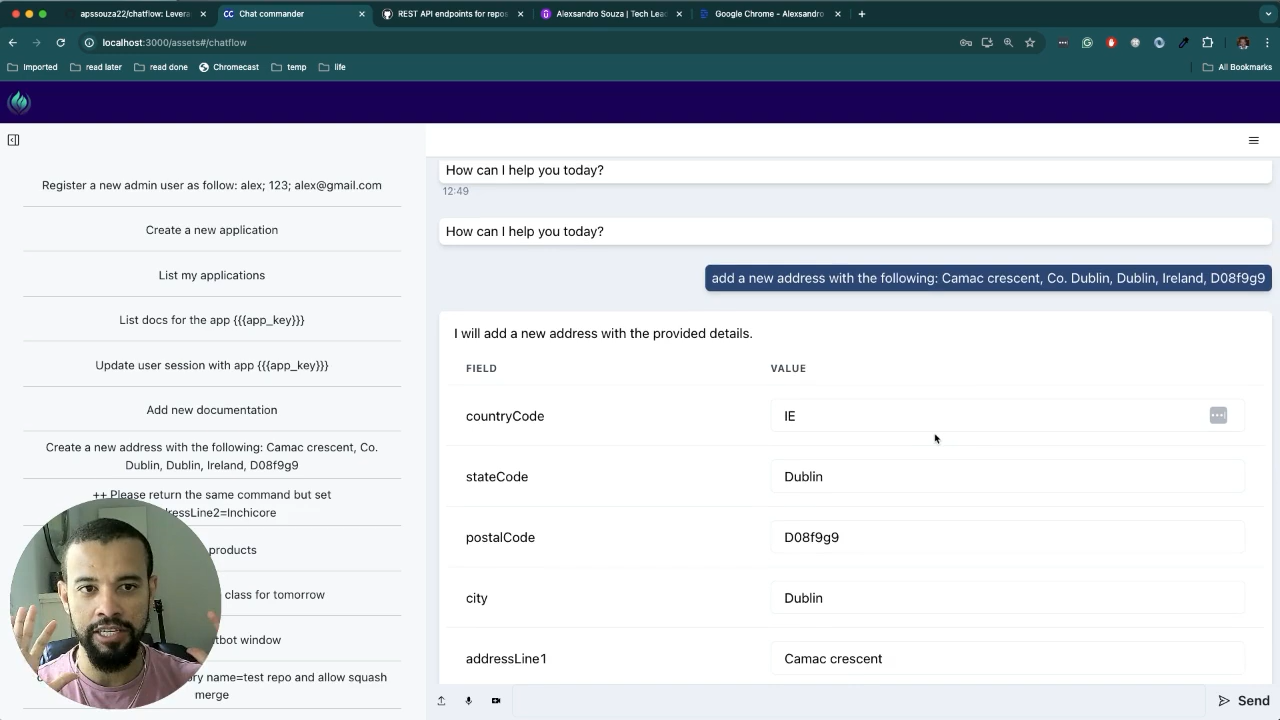 appssouza22/chatflow: Levera
Chat commander
REST API endpoints for repos
Alexsandro Souza | Tech Lead
Google Chrome - Alexsandro
localhost:3000/assets#/chatflow
Imported
read later
read done
Chromecast
temp
life
All Bookmarks
Register a new admin user as follow: alex; 123; alex@gmail.com
Create a new application
List my applications
List docs for the app {{{app_key}}}
Update user session with app {{{app_key}}}
Add new documentation
Create a new address with the following: Camac crescent, Co.
Dublin, Dublin, Ireland, D08f9g9
++ Please return the same command but set
ressLine2=Inchicore
products
class for tomorrow
tbot window
ry name=test repo and allow squash
merge
How can I help you today?
12:49
How can I help you today?
add a new address with the following: Camac crescent, Co. Dublin, Dublin, Ireland, D08f9g9
I will add a new address with the provided details.
FIELD VALUE
countryCode IE
stateCode Dublin
postalCode D08f9g9
city Dublin
addressLine1 Camac crescent
Send